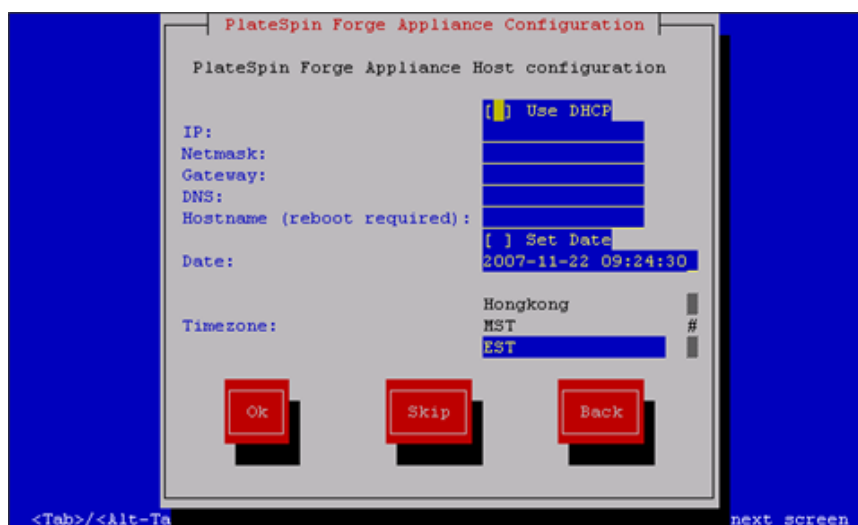 PlateSpin Forge Appliance Configuration
PlateSpin Forge Appliance Host configuration
[ ] Use DHCP
IP:
Netmask:
Gateway:
DNS:
Hostname (reboot required):
[ ] Set Date
Date: 2007-11-22 09:24:30
Hongkong
Timezone: MST #
EST
Ok Skip Back
<Tab>/<Alt-Ta next screen